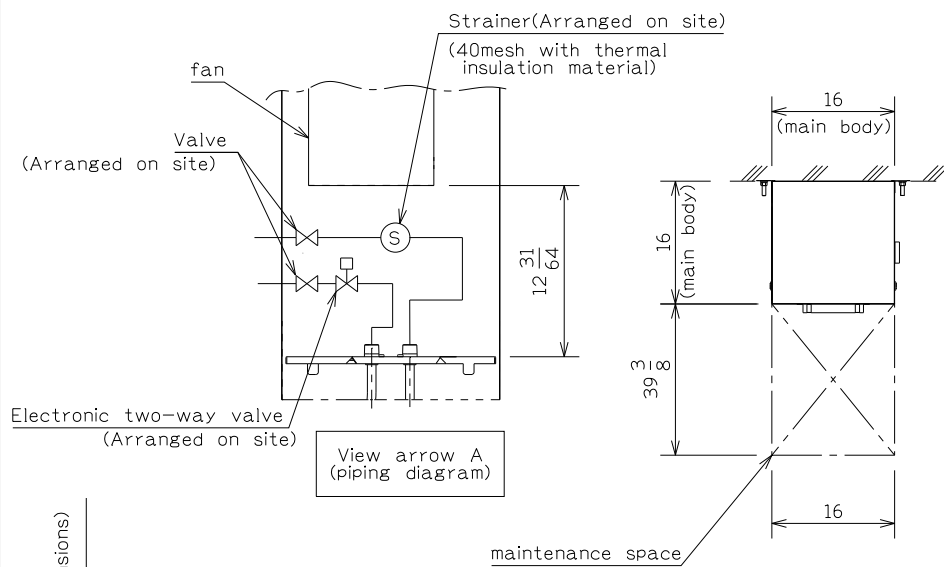 Strainer(Arranged on site)
(40mesh with thermal
insulation material)
fan
Valve
(Arranged on site)
S
12 31/64
Electronic two-way valve
(Arranged on site)
View arrow A
(piping diagram)
16
(main body)
16
(main body)
39 3/8
16
maintenance space